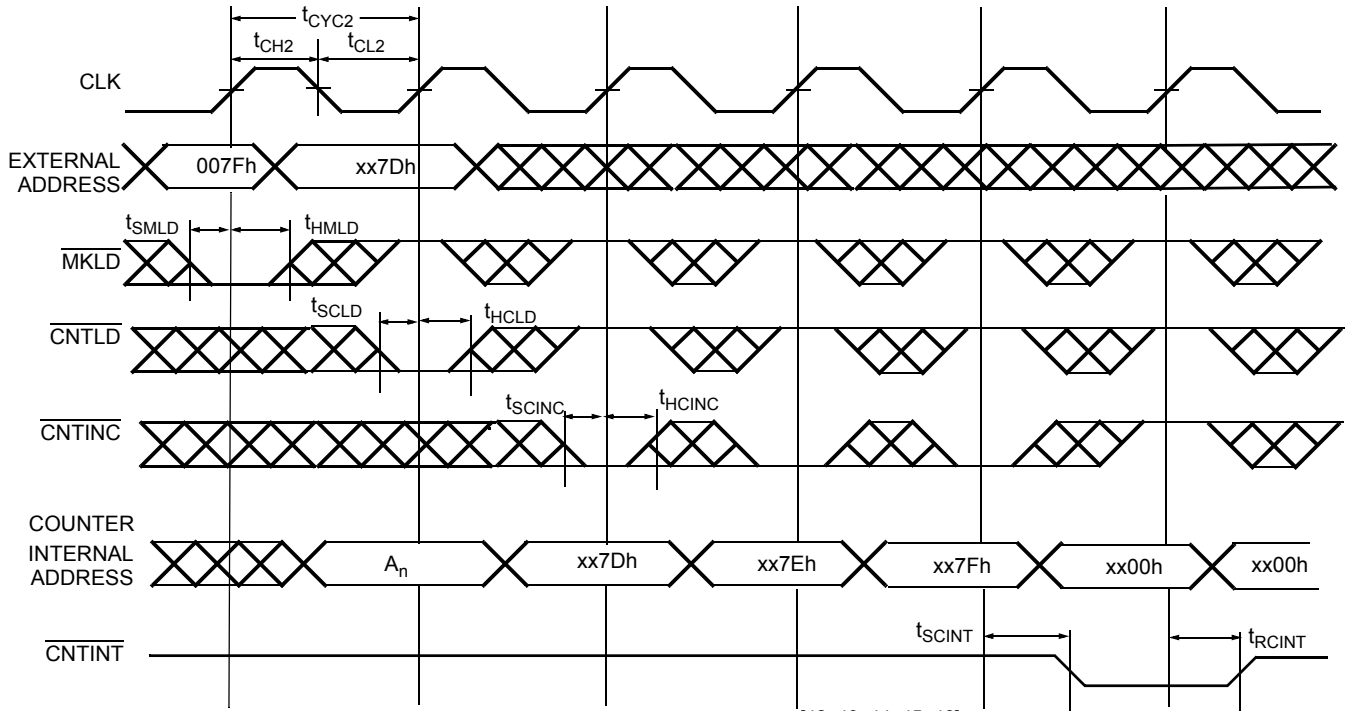 tCYC2
tCH2 tCL2
CLK
EXTERNAL
ADDRESS
007Fh xx7Dh
tSMLD tHMLD
MKLD
tSCLD tHCLD
CNTLD
tSCINC tHCINC
CNTINC
COUNTER
INTERNAL
ADDRESS
An xx7Dh xx7Eh xx7Fh xx00h xx00h
tSCINT tRCINT
CNTINT